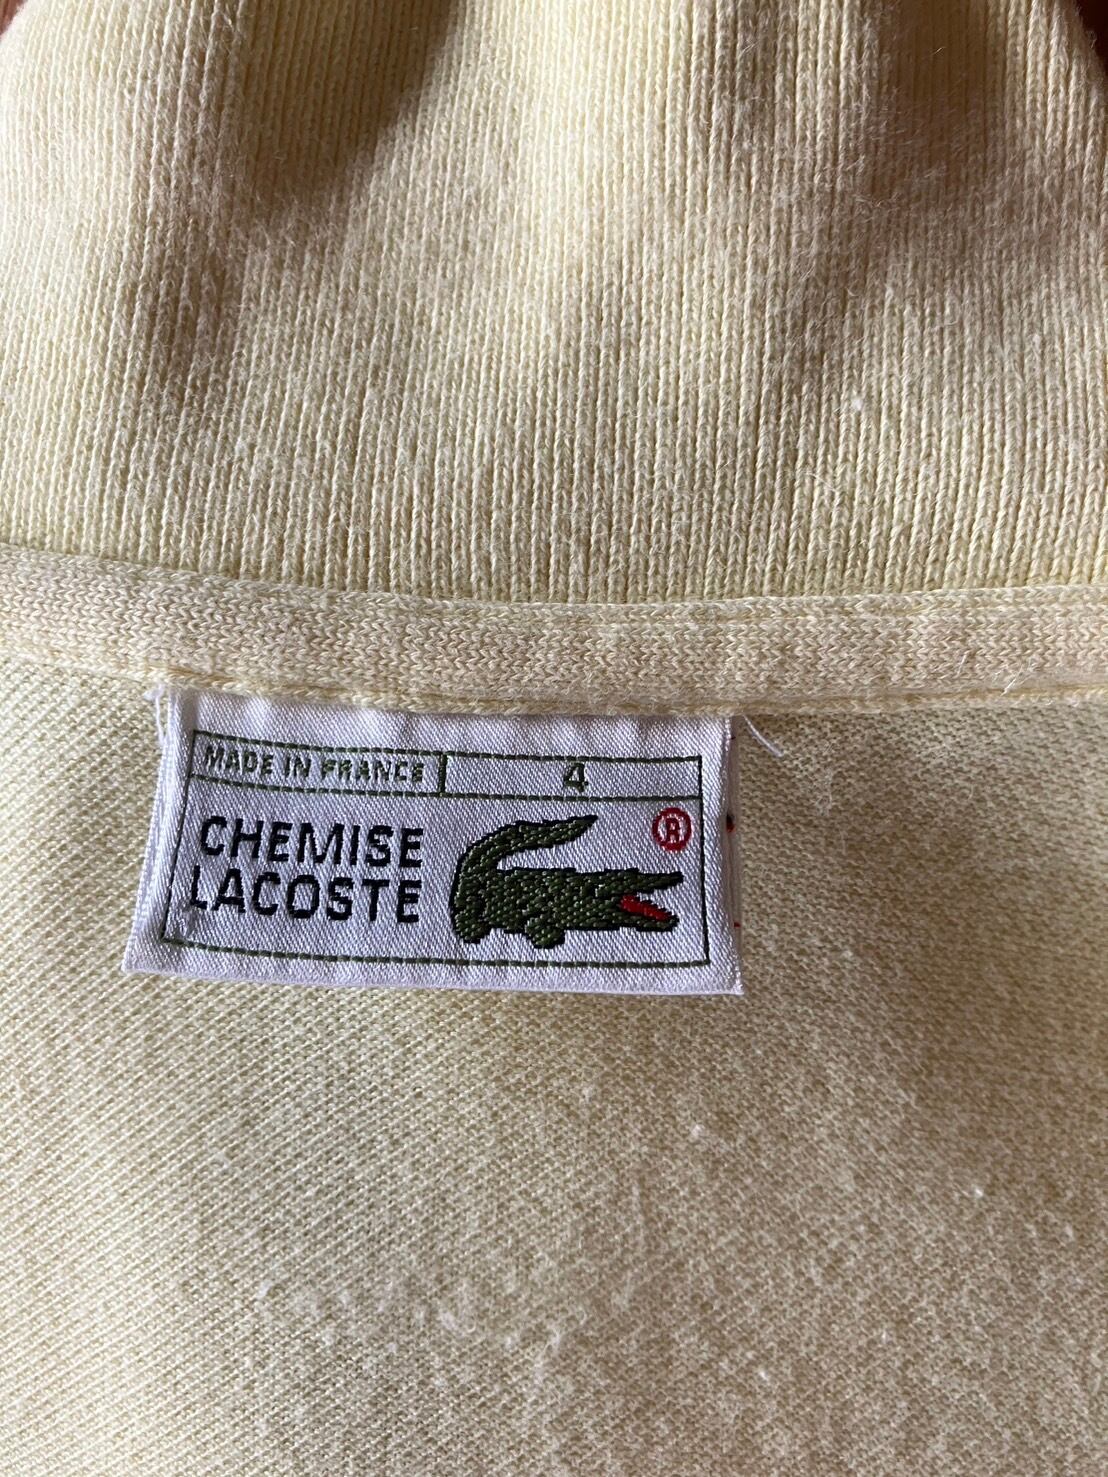 MADE IN FRANCE 4
CHEMISE
LACOSTE
®